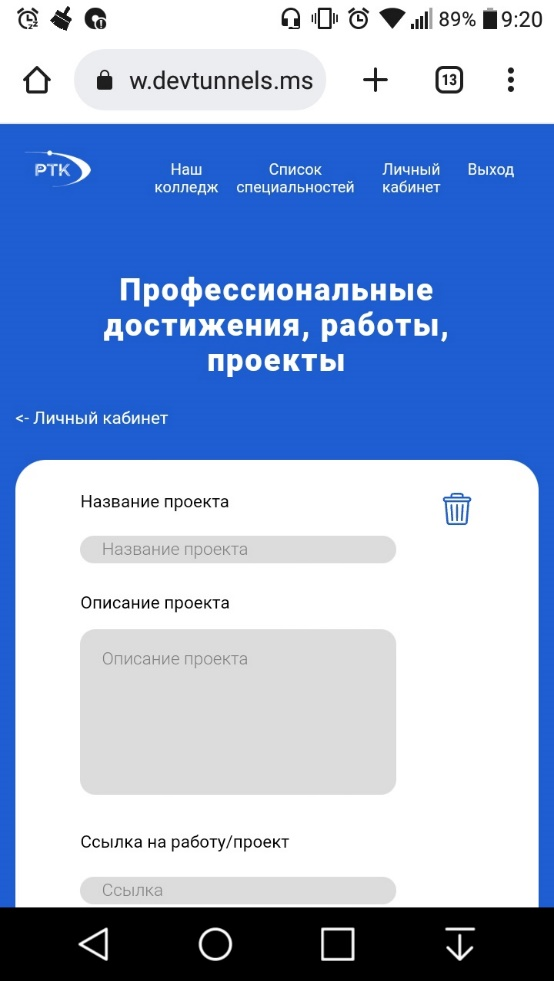 89% 9:20
w.devtunnels.ms
13
РТК
Наш
колледж
Список
специальностей
Личный
кабинет
Выход
Профессиональные
достижения, работы,
проекты
<- Личный кабинет
Название проекта
Название проекта
Описание проекта
Описание проекта
Ссылка на работу/проект
Ссылка